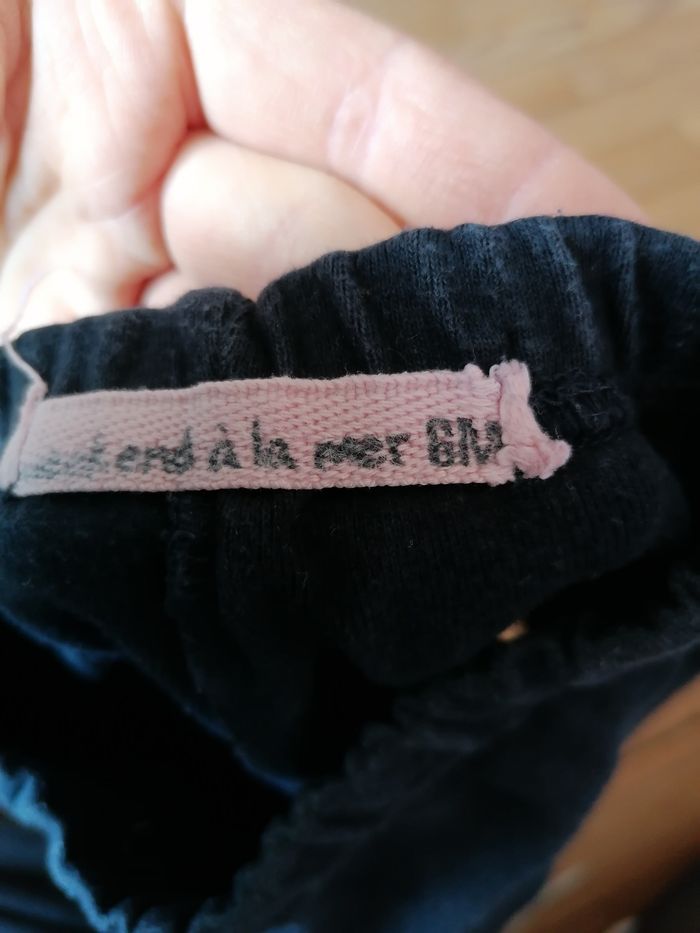 end à la mer 6M